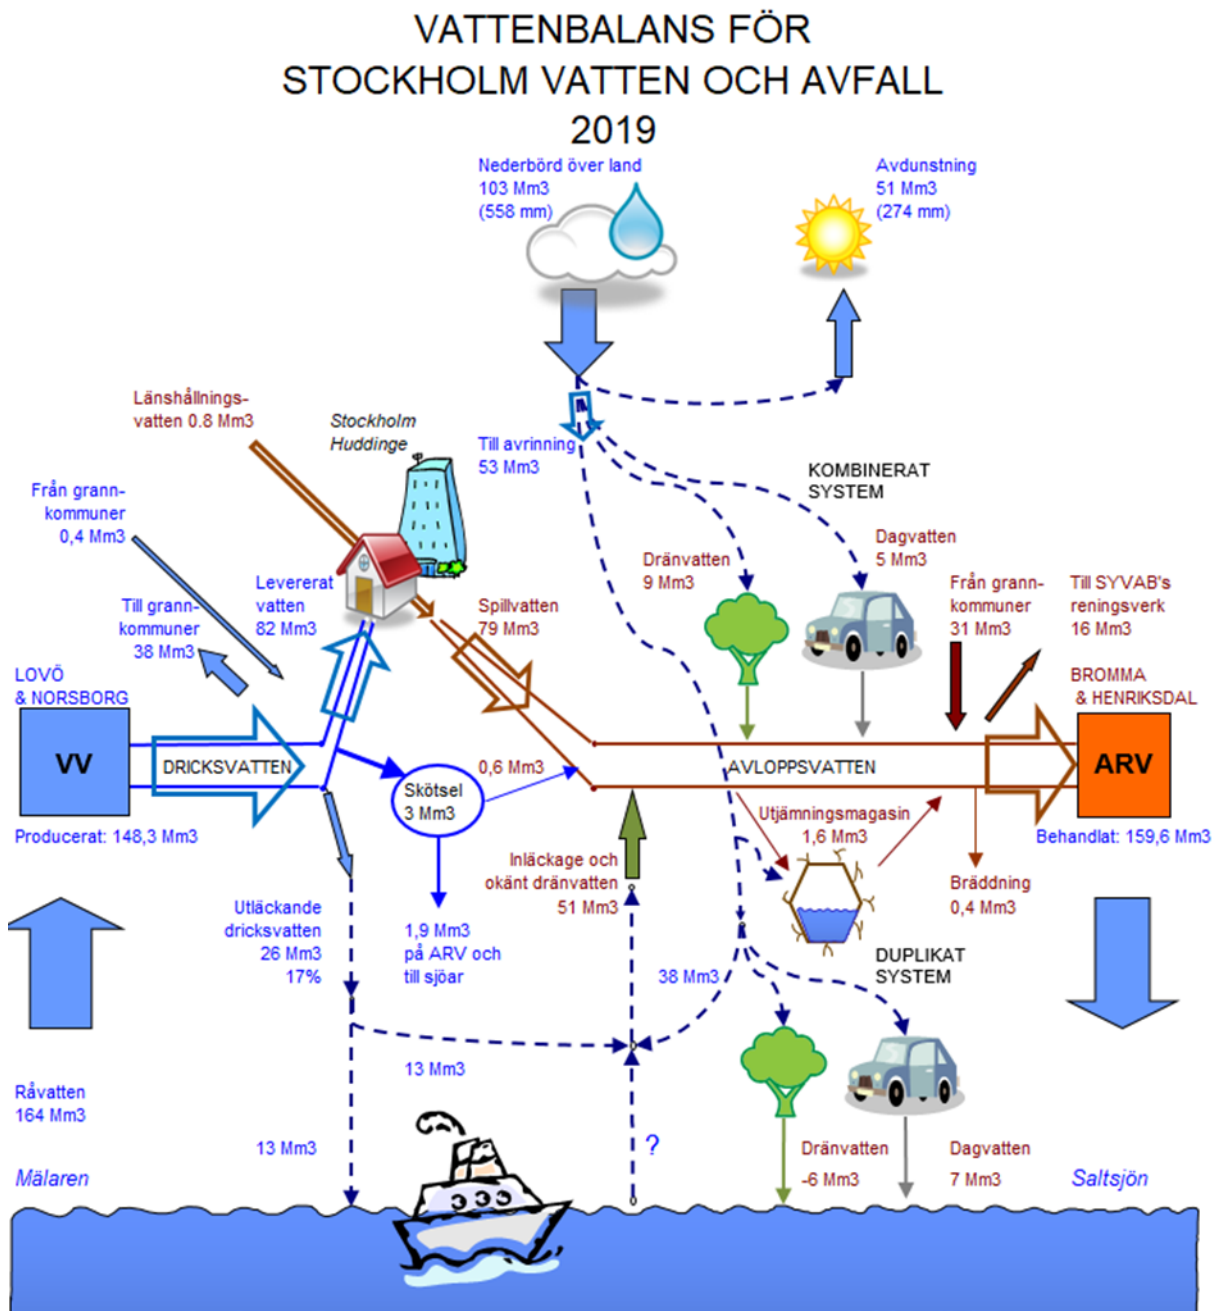 VATTENBALANS FÖR
STOCKHOLM VATTEN OCH AVFALL
2019
Nederbörd över land
103 Mm3
(558 mm)
Avdunstning
51 Mm3
(274 mm)
Länshållnings-
vatten 0.8 Mm3
Stockholm
Huddinge
Till avrinning
53 Mm3
KOMBINERAT
SYSTEM
Från grann-
kommuner
0,4 Mm3
Dränvatten
9 Mm3
Dagvatten
5 Mm3
Levererat
vatten
82 Mm3
Till grann-
kommuner
38 Mm3
Spillvatten
79 Mm3
Från grann-
kommuner
31 Mm3
Till SYVAB's
reningsverk
16 Mm3
LOVÖ
& NORSBORG
BROMMA
& HENRIKSDAL
VV
DRICKSVATTEN
0,6 Mm3
AVLOPPSVATTEN
ARV
Skötsel
3 Mm3
Producerat: 148,3 Mm3
Utjämningsmagasin
1,6 Mm3
Behandlat: 159,6 Mm3
Inläckage och
okänt dränvatten
51 Mm3
Bräddning
0,4 Mm3
Utläckande
dricksvatten
26 Mm3
17%
1,9 Mm3
på ARV och
till sjöar
38 Mm3
DUPLIKAT
SYSTEM
13 Mm3
Råvatten
164 Mm3
13 Mm3
?
Dränvatten
-6 Mm3
Dagvatten
7 Mm3
Mälaren
Saltsjön